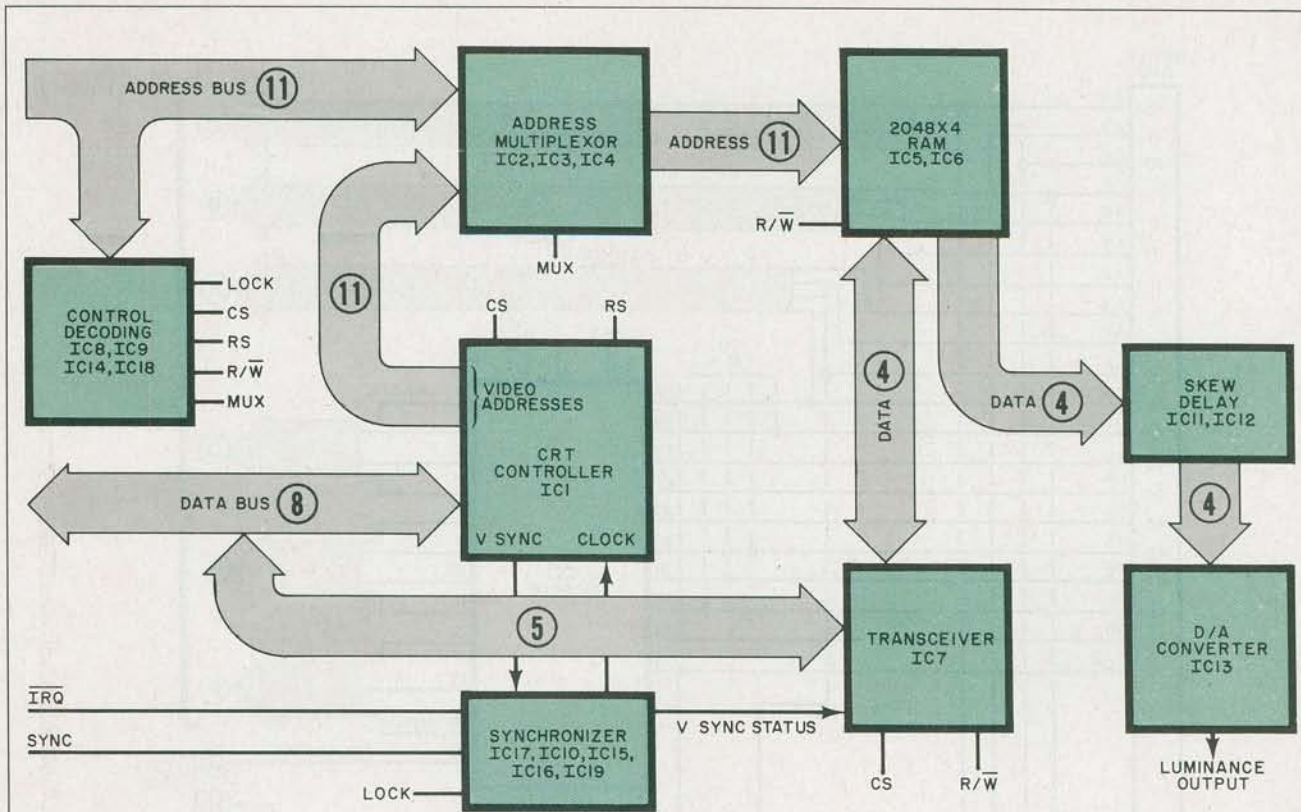 ADDRESS BUS 11
ADDRESS
MULTIPLEXOR
IC2, IC3, IC4
MUX
ADDRESS 11
2048X4
RAM
IC5, IC6
R/W̅
CONTROL
DECODING
IC8, IC9
IC14, IC18
LOCK
CS
RS
R/W̅
MUX
11
CS
RS
VIDEO
ADDRESSES
CRT
CONTROLLER
IC1
V SYNC
CLOCK
DATA 4
DATA 4
SKEW
DELAY
IC11, IC12
4
DATA BUS 8
5
TRANSCEIVER
IC7
CS
R/W̅
D/A
CONVERTER
IC13
LUMINANCE
OUTPUT
I̅R̅Q̅
SYNC
LOCK
SYNCHRONIZER
IC17, IC10, IC15,
IC16, IC19
V SYNC STATUS